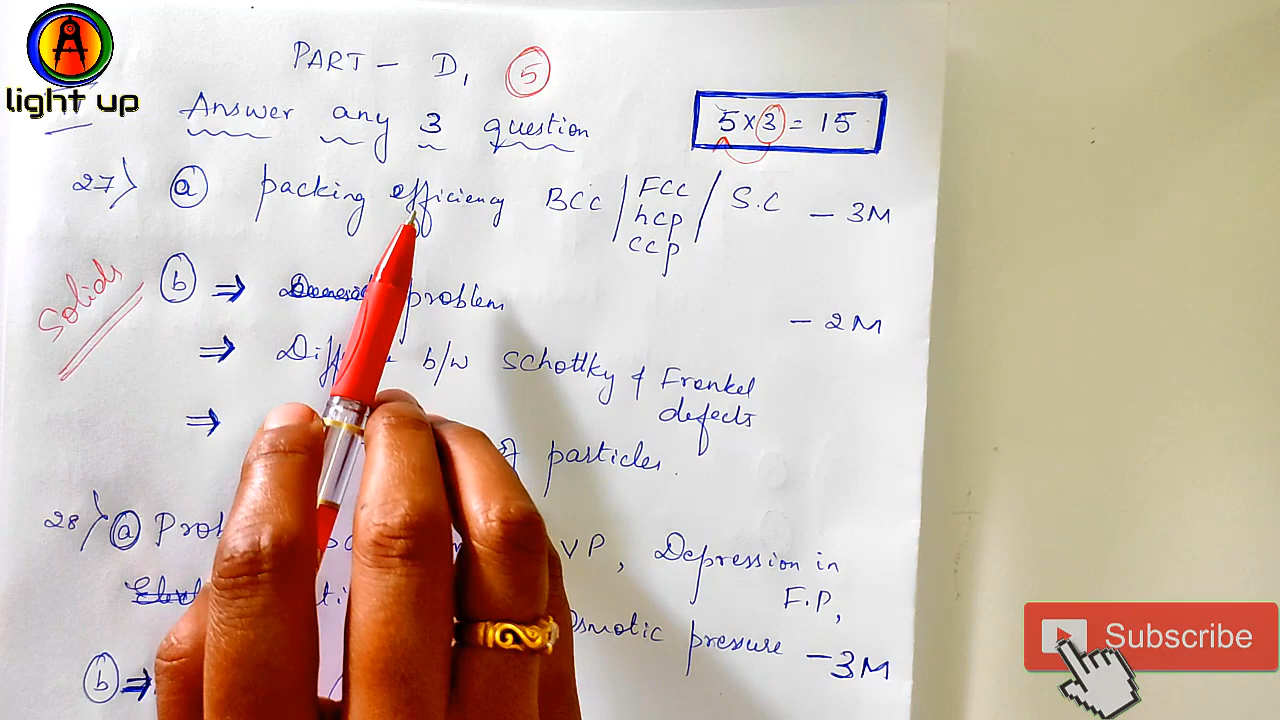 light up
PART - D, 5
Answer any 3 question
5 × 3 = 15
27) a packing efficiency BCC / FCC hcp ccp / S.C - 3M
Solids
b ⇒ problem - 2M
⇒ b/w Schottky & Frenkel defects
⇒ of particles.
28) a VP, Depression in F.P,
Osmotic pressure - 3M
b ⇒
Subscribe